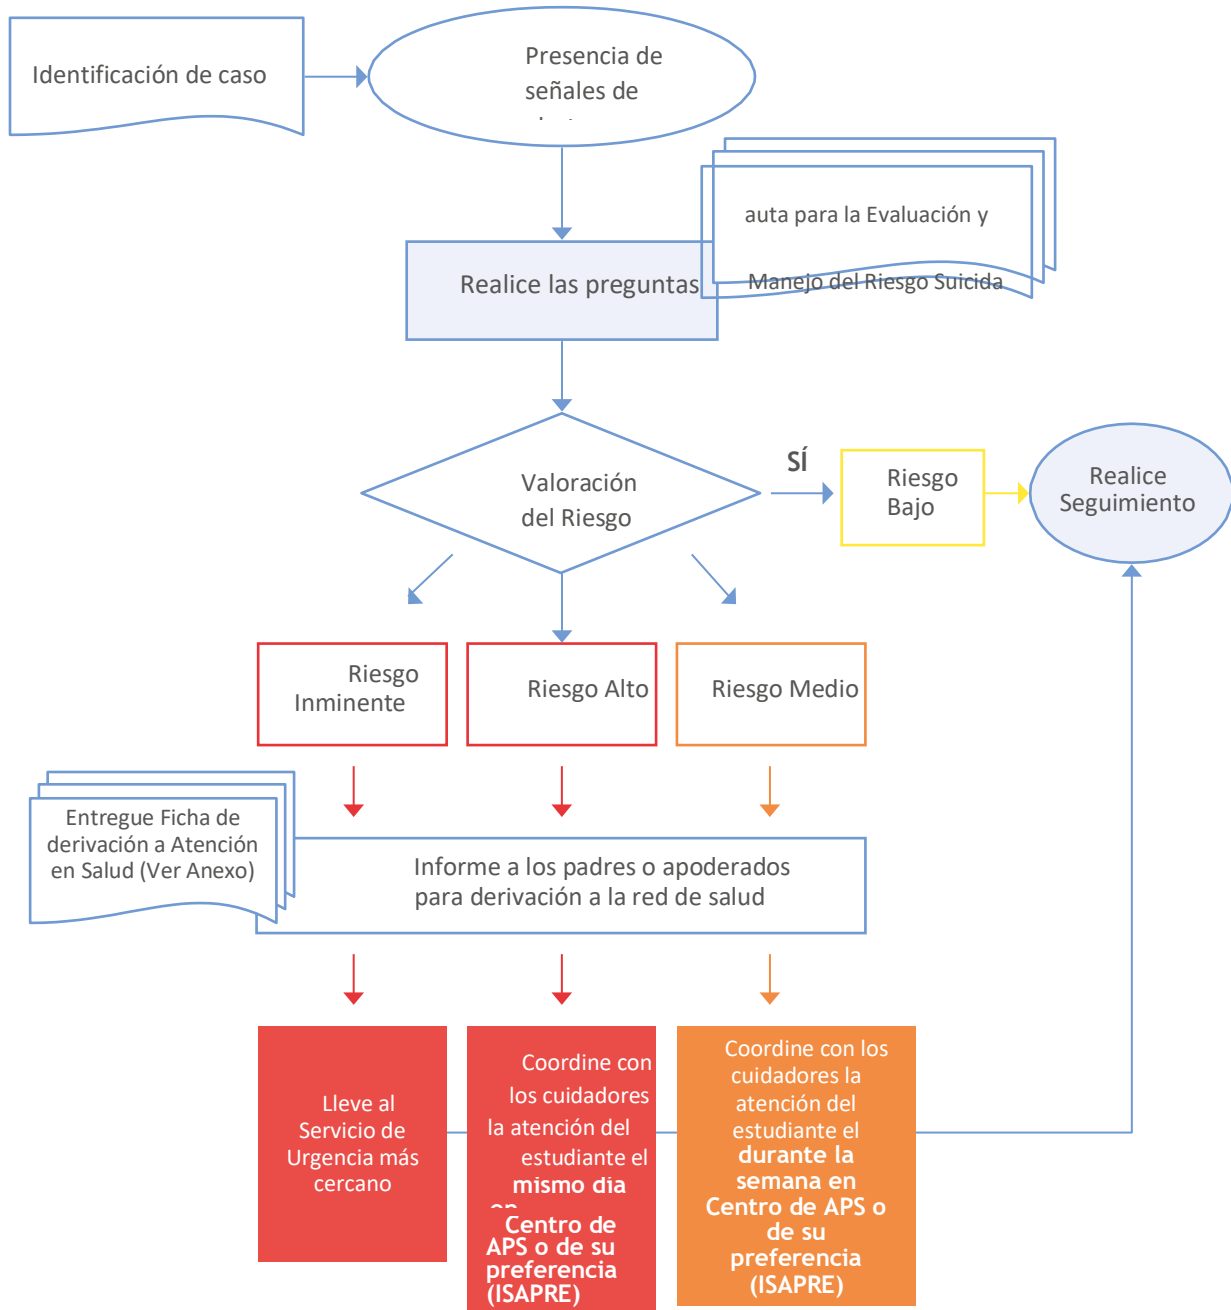 Identificación de caso
Presencia de
señales de
auta para la Evaluación y
Manejo del Riesgo Suicida
Realice las preguntas
Valoración
del Riesgo
SÍ
Riesgo
Bajo
Realice
Seguimiento
Riesgo
Inminente
Riesgo Alto
Riesgo Medio
Entregue Ficha de
derivación a Atención
en Salud (Ver Anexo)
Informe a los padres o apoderados
para derivación a la red de salud
Lleve al
Servicio de
Urgencia más
cercano
Coordine con
los cuidadores
la atención del
estudiante el
mismo día
en
Centro de
APS o de su
preferencia
(ISAPRE)
Coordine con los
cuidadores la
atención del
estudiante el
durante la
semana en
Centro de APS o
de su
preferencia
(ISAPRE)